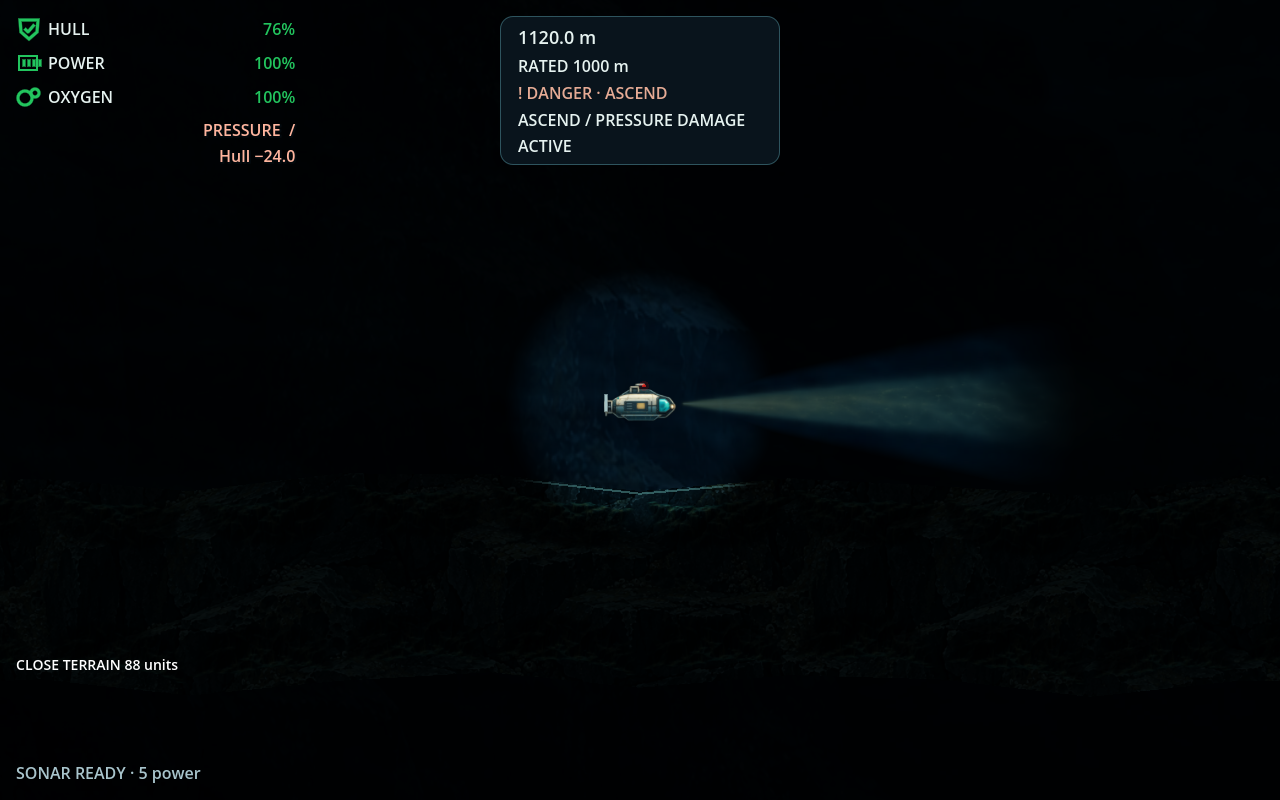 HULL 76%
POWER 100%
OXYGEN 100%
PRESSURE /
Hull −24.0
1120.0 m
RATED 1000 m
! DANGER · ASCEND
ASCEND / PRESSURE DAMAGE
ACTIVE
CLOSE TERRAIN 88 units
SONAR READY · 5 power